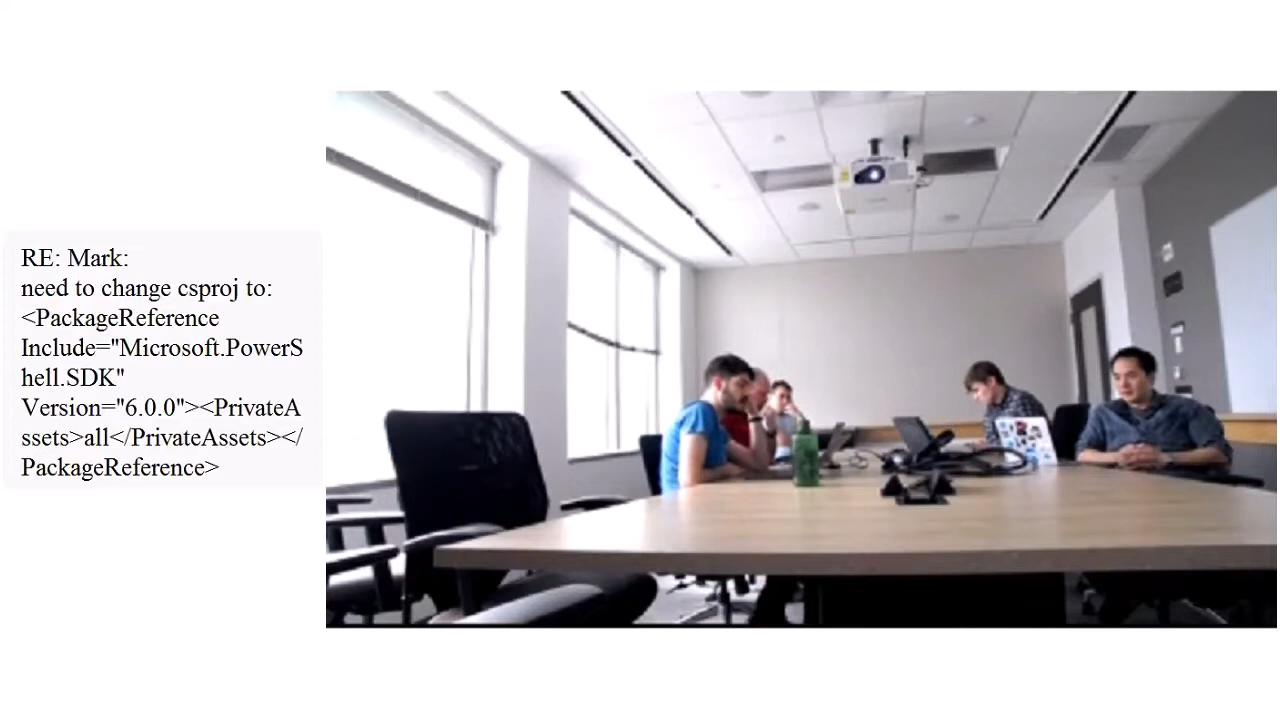 RE: Mark:
need to change csproj to:
<PackageReference
Include="Microsoft.PowerS
hell.SDK"
Version="6.0.0"><PrivateA
ssets>all</PrivateAssets></
PackageReference>